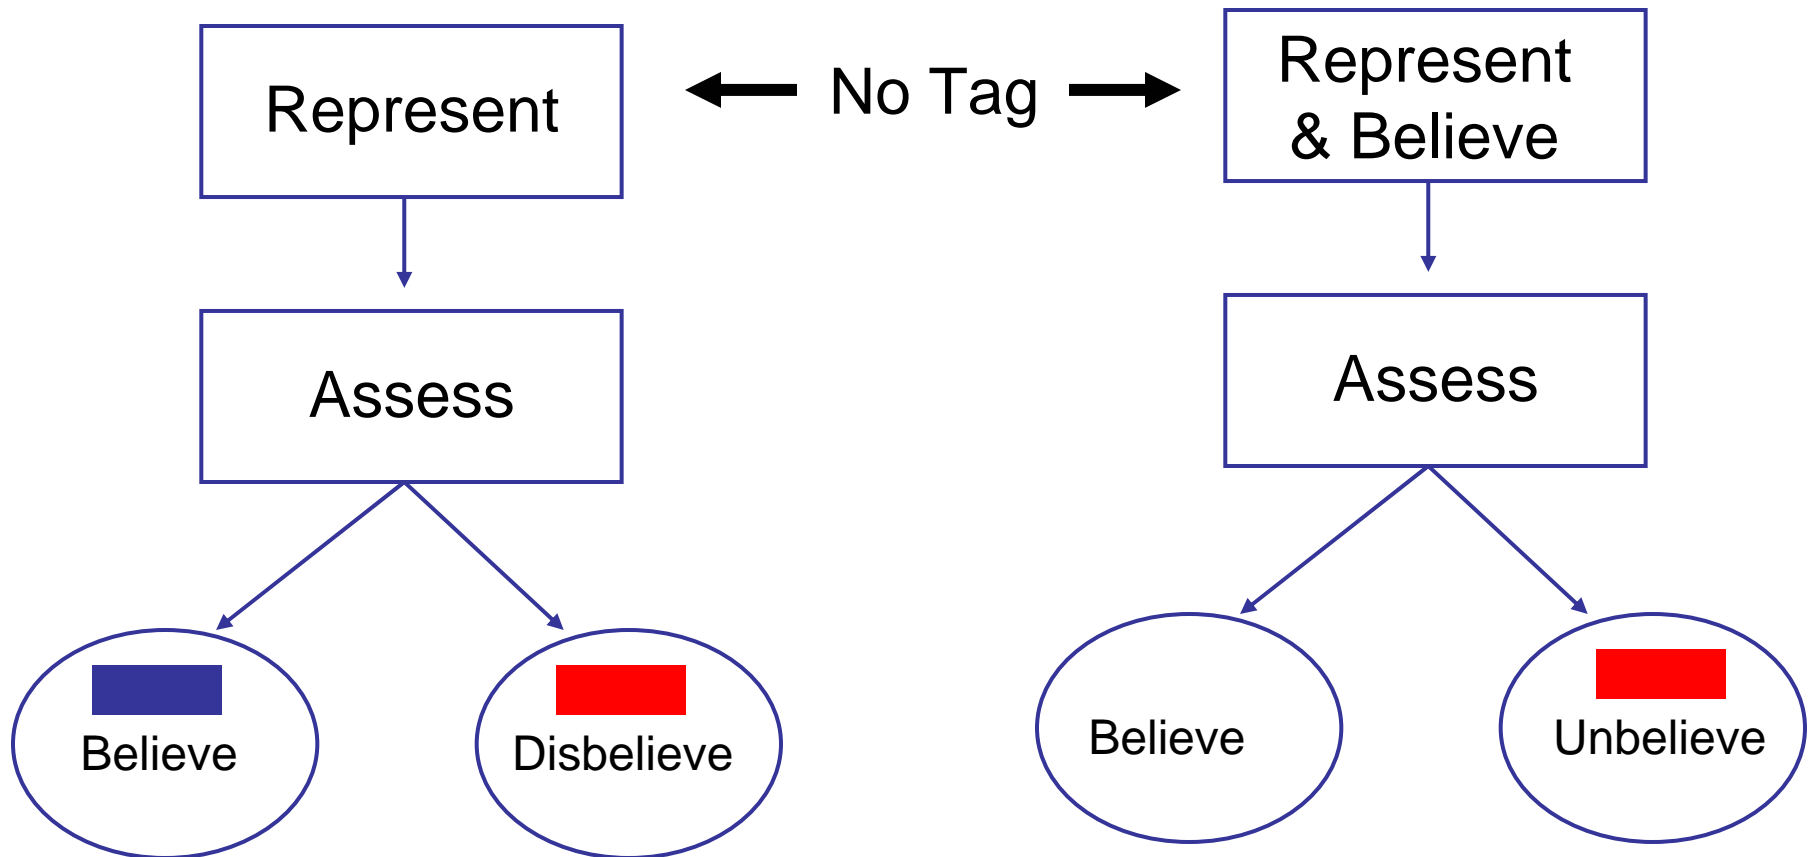 Represent
No Tag
Represent
& Believe
Assess
Assess
Believe
Disbelieve
Believe
Unbelieve